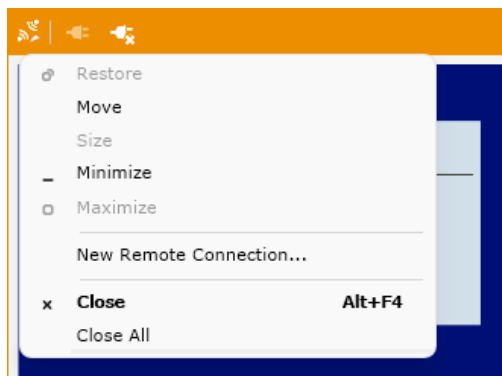 Restore
Move
Size
Minimize
Maximize
New Remote Connection...
Close Alt+F4
Close All